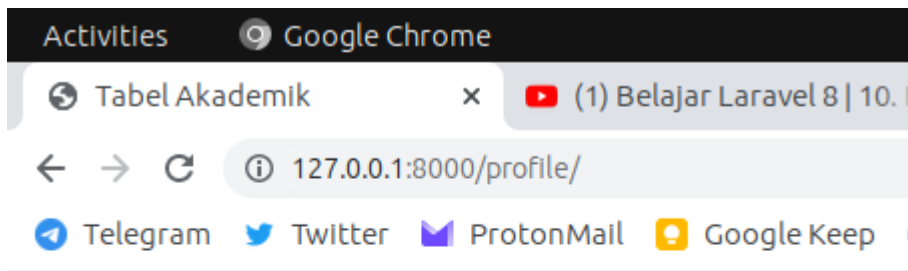 Activities Google Chrome
Tabel Akademik (1) Belajar Laravel 8 | 10.
127.0.0.1:8000/profile/
Telegram Twitter ProtonMail Google Keep